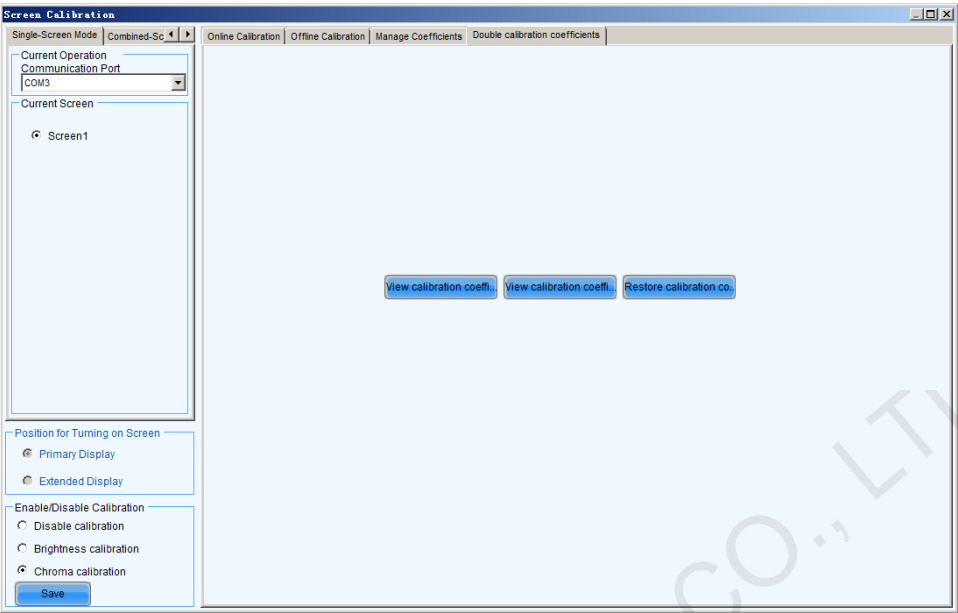 Screen Calibration
Single-Screen Mode
Combined-Sc
Online Calibration
Offline Calibration
Manage Coefficients
Double calibration coefficients
Current Operation
Communication Port
COM3
Current Screen
Screen1
View calibration coeffi...
View calibration coeffi...
Restore calibration co...
Position for Turning on Screen
Primary Display
Extended Display
Enable/Disable Calibration
Disable calibration
Brightness calibration
Chroma calibration
Save
CO.,